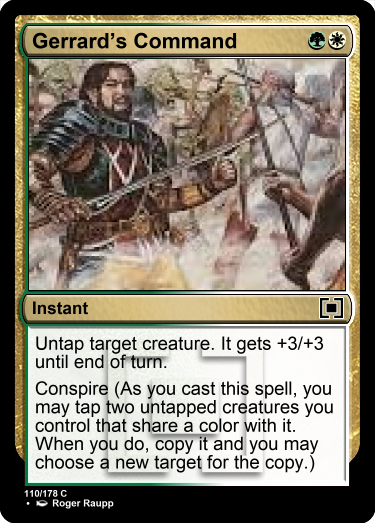 Gerrard's Command
Instant
Untap target creature. It gets +3/+3
until end of turn.
Conspire (As you cast this spell, you
may tap two untapped creatures you
control that share a color with it.
When you do, copy it and you may
choose a new target for the copy.)
110/178 C
• Roger Raupp